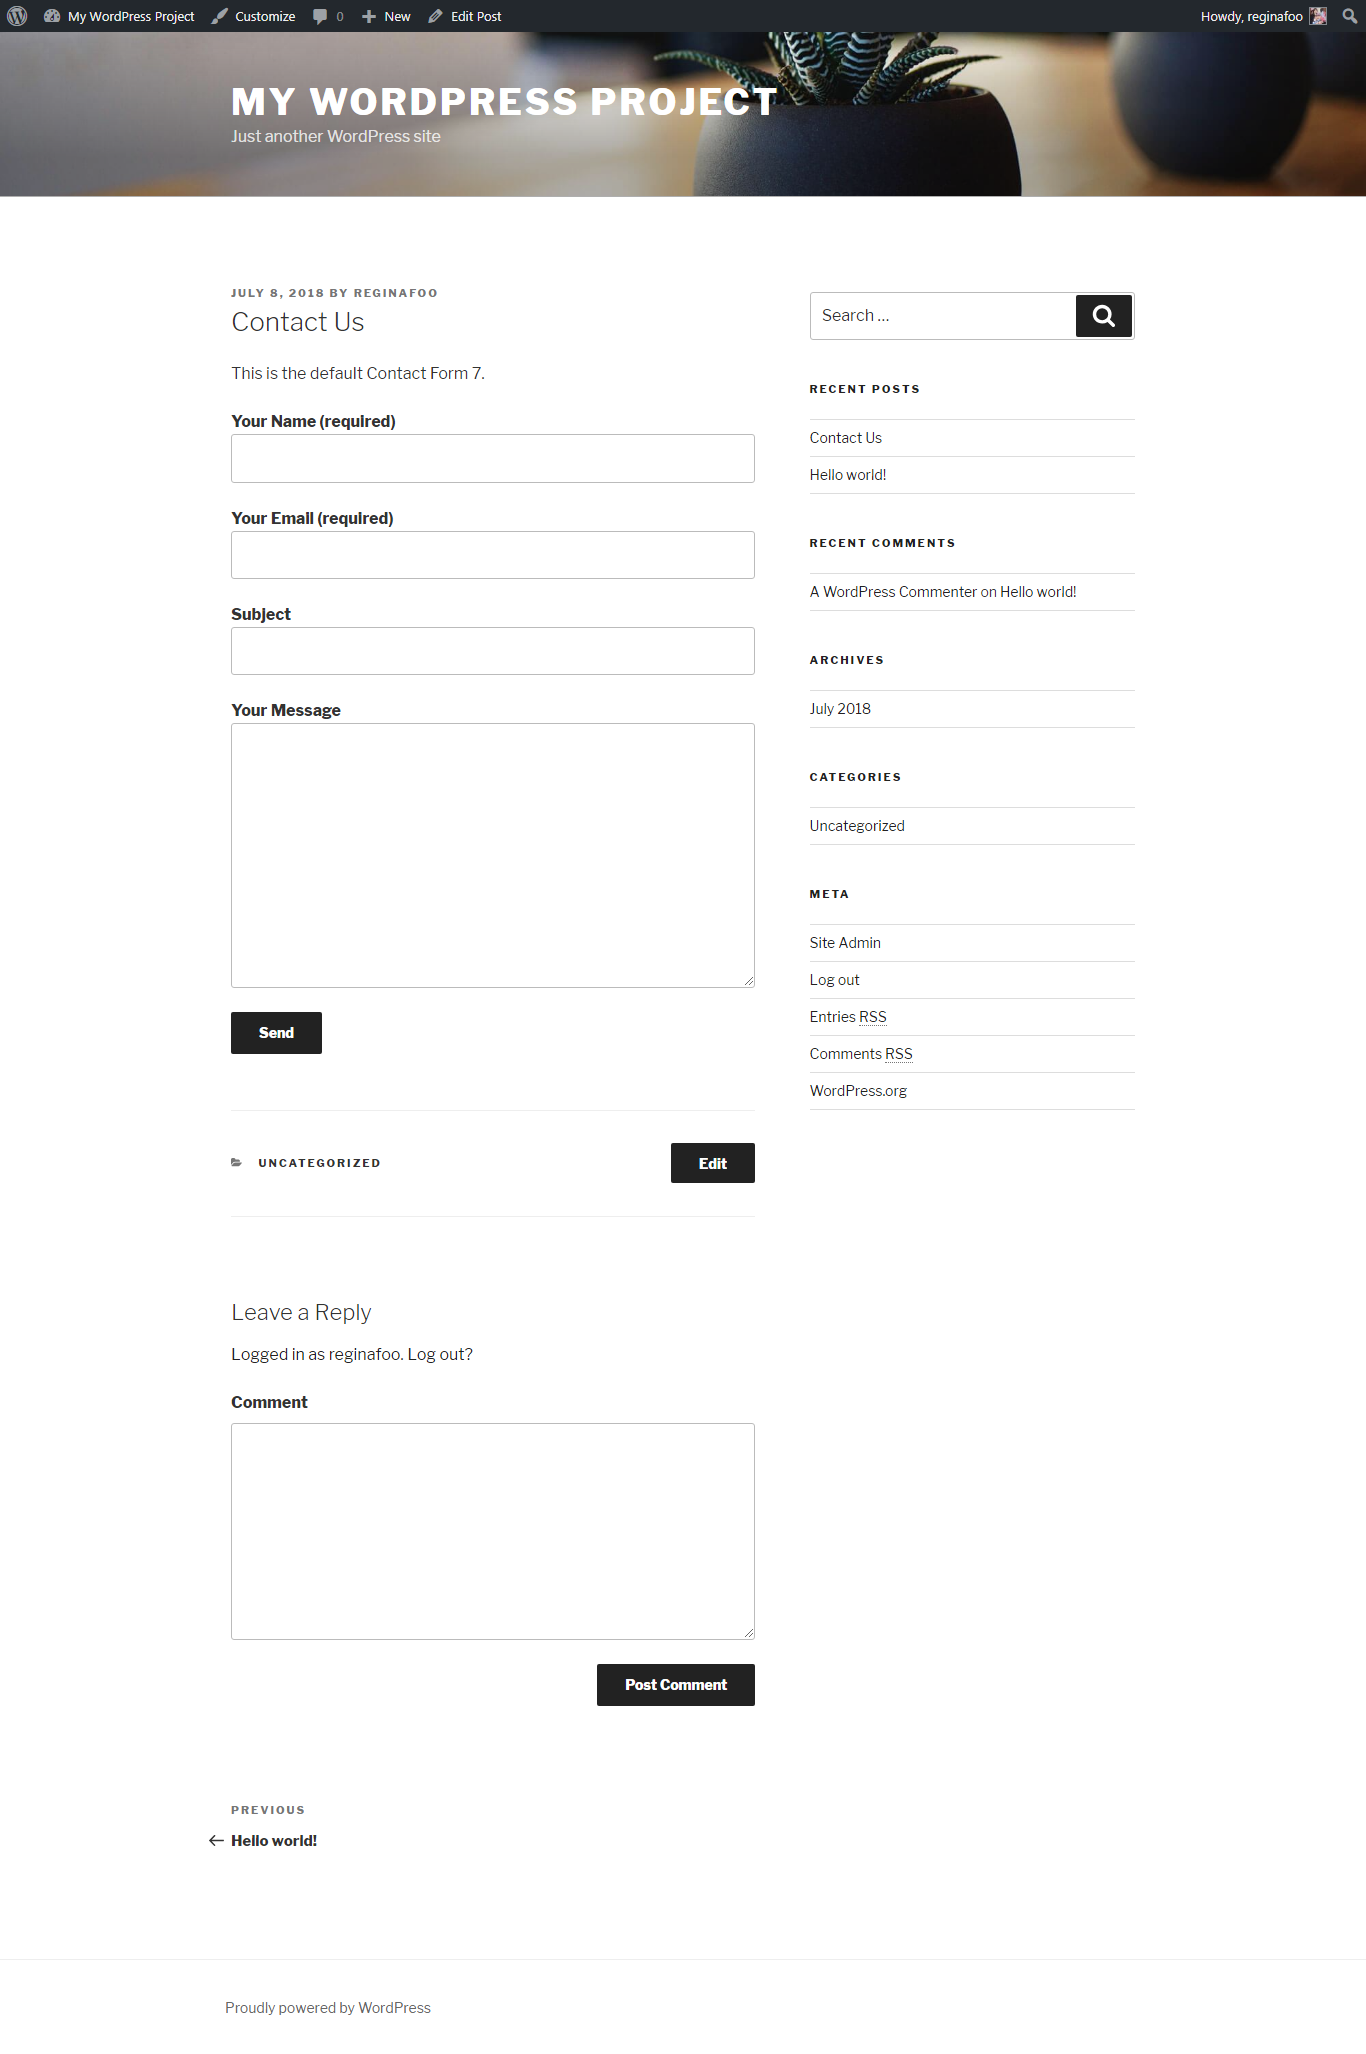 My WordPress Project Customize 0 New Edit Post Howdy, reginafoo
MY WORDPRESS PROJECT
Just another WordPress site
JULY 8, 2018 BY REGINAFOO
Contact Us
This is the default Contact Form 7.
Your Name (required)
Your Email (required)
Subject
Your Message
Send
UNCATEGORIZED
Edit
Leave a Reply
Logged in as reginafoo. Log out?
Comment
Post Comment
PREVIOUS
← Hello world!
Search …
RECENT POSTS
Contact Us
Hello world!
RECENT COMMENTS
A WordPress Commenter on Hello world!
ARCHIVES
July 2018
CATEGORIES
Uncategorized
META
Site Admin
Log out
Entries RSS
Comments RSS
WordPress.org
Proudly powered by WordPress